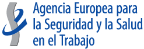 Agencia Europea para
la Seguridad y la Salud
en el Trabajo